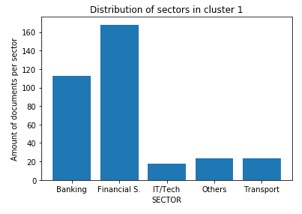 Distribution of sectors in cluster 1
Amount of documents per sector
160
140
120
100
80
60
40
20
0
Banking Financial S. IT/Tech Others Transport
SECTOR